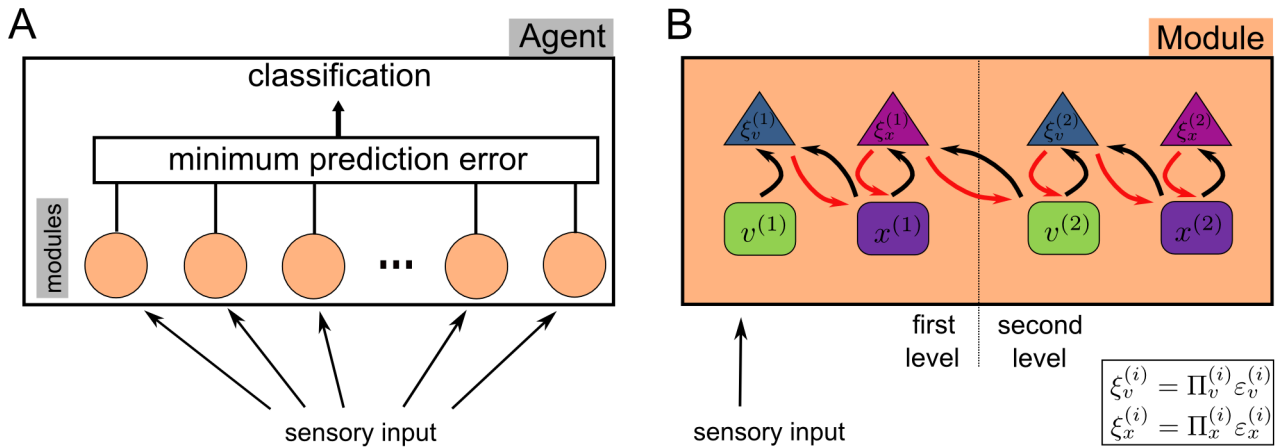 A
Agent
classification
minimum prediction error
modules
...
sensory input
B
Module
ξ_v^{(1)} ξ_x^{(1)} ξ_v^{(2)} ξ_x^{(2)}
v^{(1)} x^{(1)} v^{(2)} x^{(2)}
first level
second level
sensory input
ξ_v^{(i)} = Π_v^{(i)} ε_v^{(i)}
ξ_x^{(i)} = Π_x^{(i)} ε_x^{(i)}